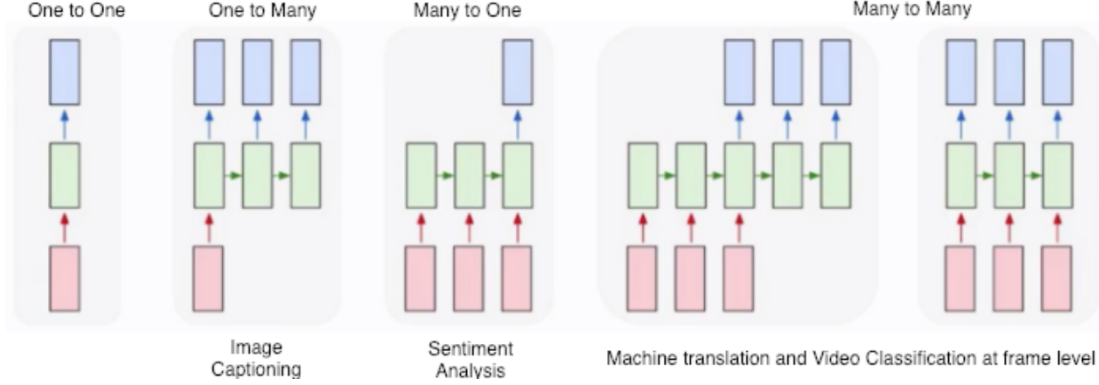 One to One
One to Many
Many to One
Many to Many
Image
Captioning
Sentiment
Analysis
Machine translation and Video Classification at frame level